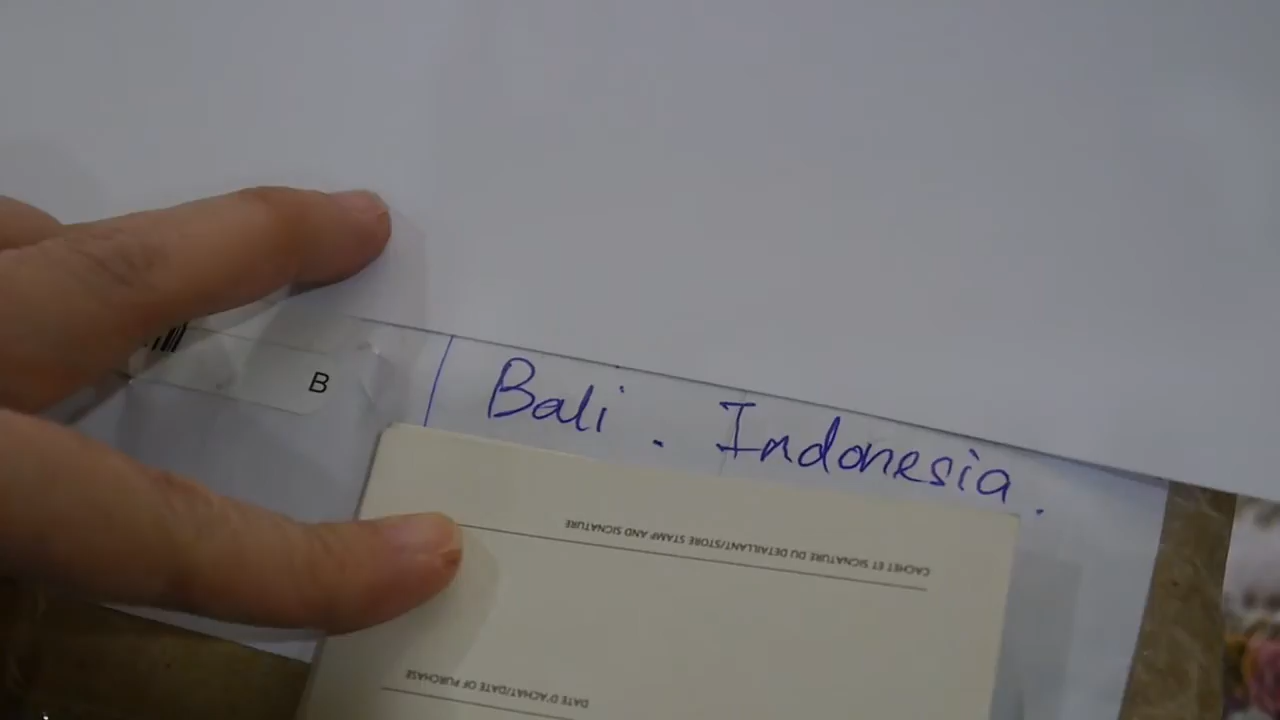 B
Bali . Indonesia .
CACHET ET SIGNATURE DU DETAILLANT/STORE STAMP AND SIGNATURE
DATE D'ACHAT/DATE OF PURCHASE